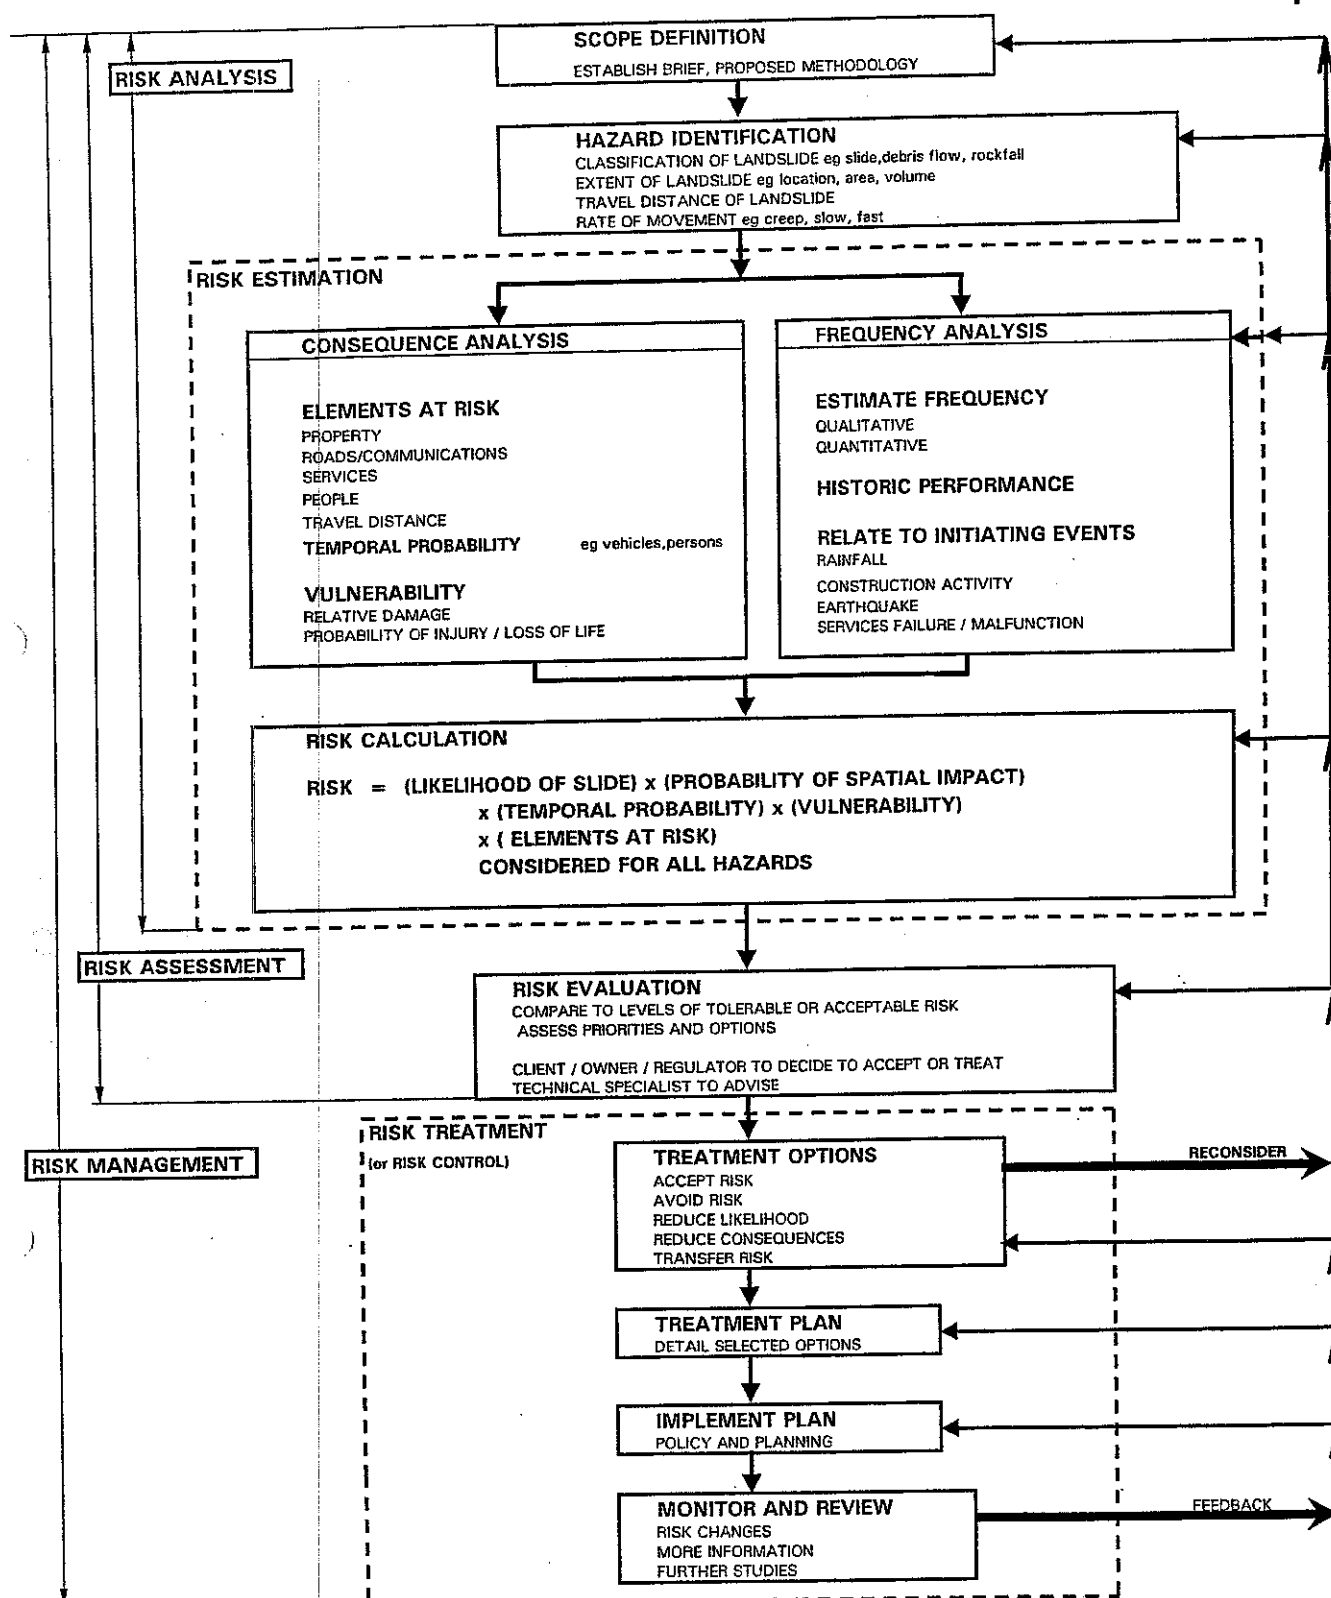 SCOPE DEFINITION
ESTABLISH BRIEF, PROPOSED METHODOLOGY
RISK ANALYSIS
HAZARD IDENTIFICATION
CLASSIFICATION OF LANDSLIDE eg slide,debris flow, rockfall
EXTENT OF LANDSLIDE eg location, area, volume
TRAVEL DISTANCE OF LANDSLIDE
RATE OF MOVEMENT eg creep, slow, fast
RISK ESTIMATION
CONSEQUENCE ANALYSIS
ELEMENTS AT RISK
PROPERTY
ROADS/COMMUNICATIONS
SERVICES
PEOPLE
TRAVEL DISTANCE
TEMPORAL PROBABILITY eg vehicles,persons
VULNERABILITY
RELATIVE DAMAGE
PROBABILITY OF INJURY / LOSS OF LIFE
FREQUENCY ANALYSIS
ESTIMATE FREQUENCY
QUALITATIVE
QUANTITATIVE
HISTORIC PERFORMANCE
RELATE TO INITIATING EVENTS
RAINFALL
CONSTRUCTION ACTIVITY
EARTHQUAKE
SERVICES FAILURE / MALFUNCTION
RISK CALCULATION
RISK = (LIKELIHOOD OF SLIDE) x (PROBABILITY OF SPATIAL IMPACT)
x (TEMPORAL PROBABILITY) x (VULNERABILITY)
x ( ELEMENTS AT RISK)
CONSIDERED FOR ALL HAZARDS
RISK ASSESSMENT
RISK EVALUATION
COMPARE TO LEVELS OF TOLERABLE OR ACCEPTABLE RISK
ASSESS PRIORITIES AND OPTIONS
CLIENT / OWNER / REGULATOR TO DECIDE TO ACCEPT OR TREAT
TECHNICAL SPECIALIST TO ADVISE
RISK MANAGEMENT
RISK TREATMENT
(or RISK CONTROL)
TREATMENT OPTIONS
ACCEPT RISK
AVOID RISK
REDUCE LIKELIHOOD
REDUCE CONSEQUENCES
TRANSFER RISK
RECONSIDER
TREATMENT PLAN
DETAIL SELECTED OPTIONS
IMPLEMENT PLAN
POLICY AND PLANNING
MONITOR AND REVIEW
RISK CHANGES
MORE INFORMATION
FURTHER STUDIES
FEEDBACK